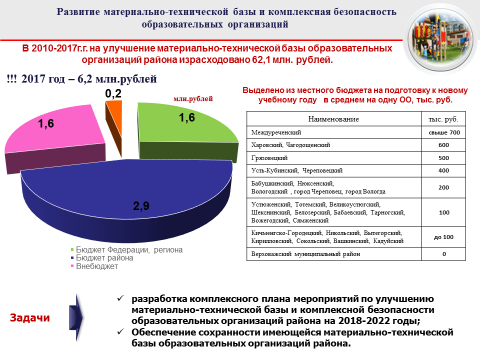 Развитие материально-технической базы и комплексная безопасность
образовательных организаций
В 2010-2017г.г. на улучшение материально-технической базы образовательных
организаций района израсходовано 62,1 млн. рублей.
!!! 2017 год – 6,2 млн.рублей
млн.рублей
0,2
1,6
1,6
2,9
Бюджет Федерации, региона
Бюджет района
Внебюджет
Выделено из местного бюджета на подготовку к новому
учебному году в среднем на одну ОО, тыс. руб.
Наименование тыс. руб.
Междуреченский свыше 700
Харовский, Чагодощенский 600
Грязовецкий 500
Усть-Кубинский, Череповецкий 400
Бабушкинский, Нюксенский,
Вологодский , город Череповец, город Вологда 200
Устюженский, Тотемский, Великоустюгский,
Шекснинский, Белозерский, Бабаевский, Тарногский,
Вожегодский, Сямженский 100
Кичменгско-Городецкий, Никольский, Вытегорский,
Кирилловский, Сокольский, Вашкинский, Кадуйский до 100
Верховажский муниципальный район 0
Задачи
✓ разработка комплексного плана мероприятий по улучшению
материально-технической базы и комплексной безопасности
образовательных организаций района на 2018-2022 годы;
✓ Обеспечение сохранности имеющейся материально-технической
базы образовательных организаций района.